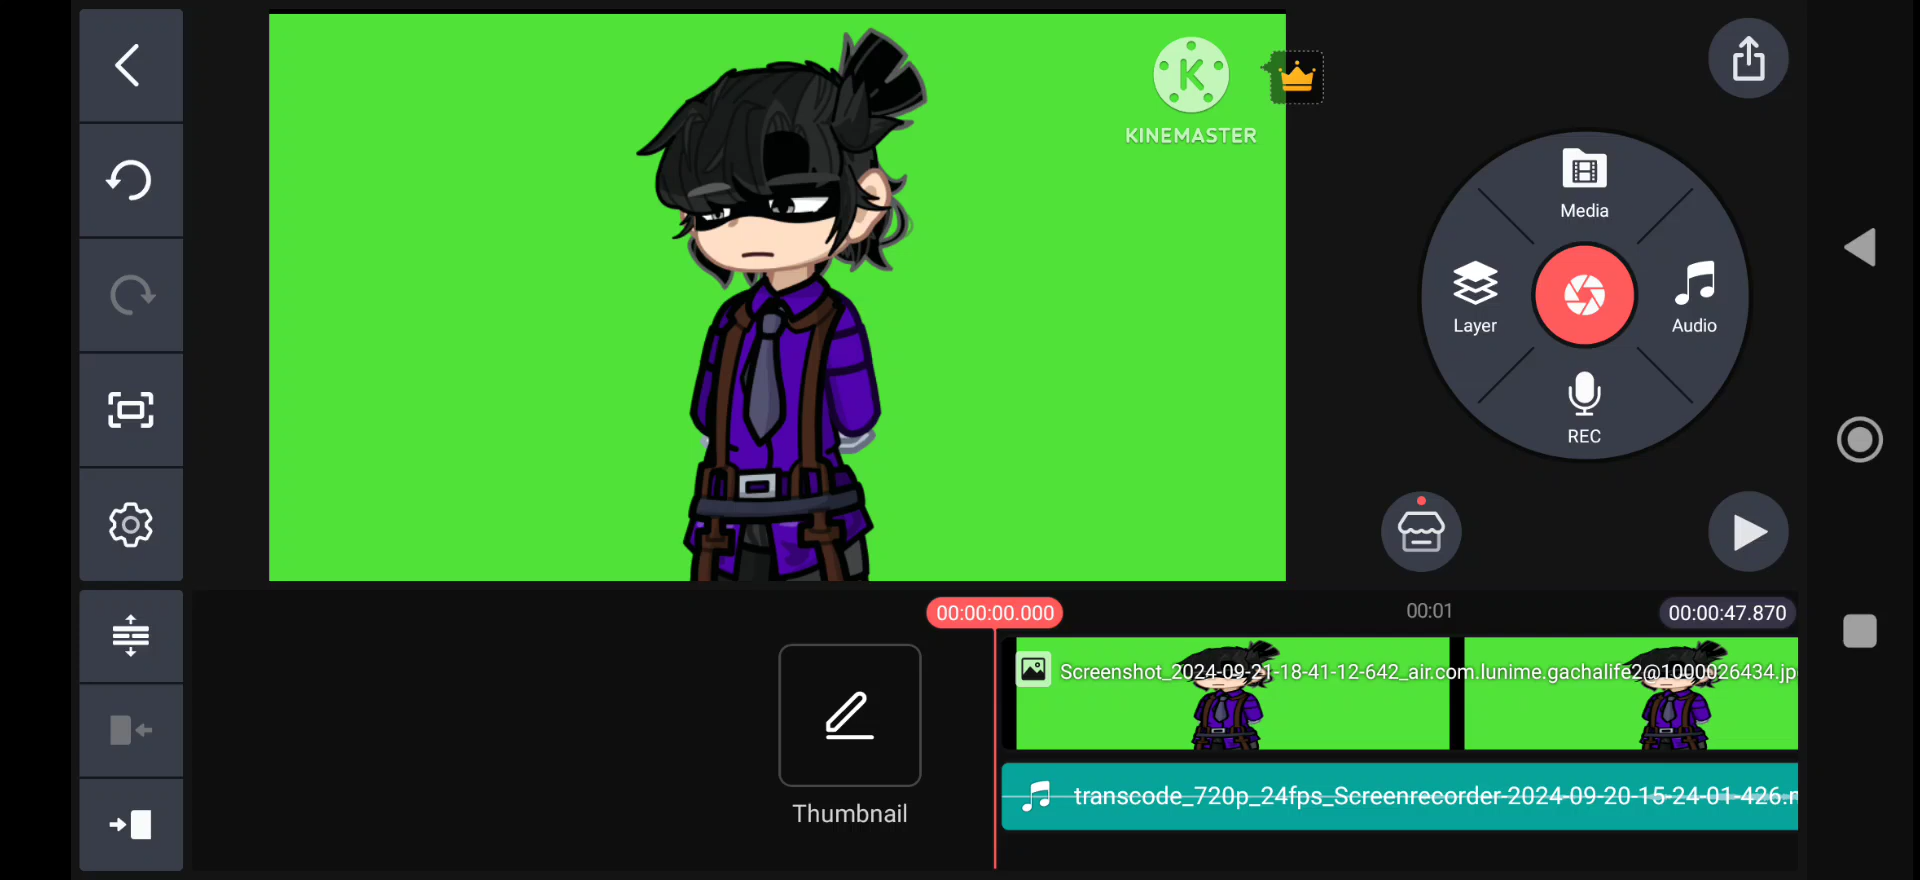 K
KINEMASTER
Media
Layer
Audio
REC
00:00:00.000
00:01
00:00:47.870
Screenshot_2024-09-21-18-41-12-642_air.com.lunime.gachalife2@1000026434.jp
Thumbnail
transcode_720p_24fps_Screenrecorder-2024-09-20-15-24-01-426.m